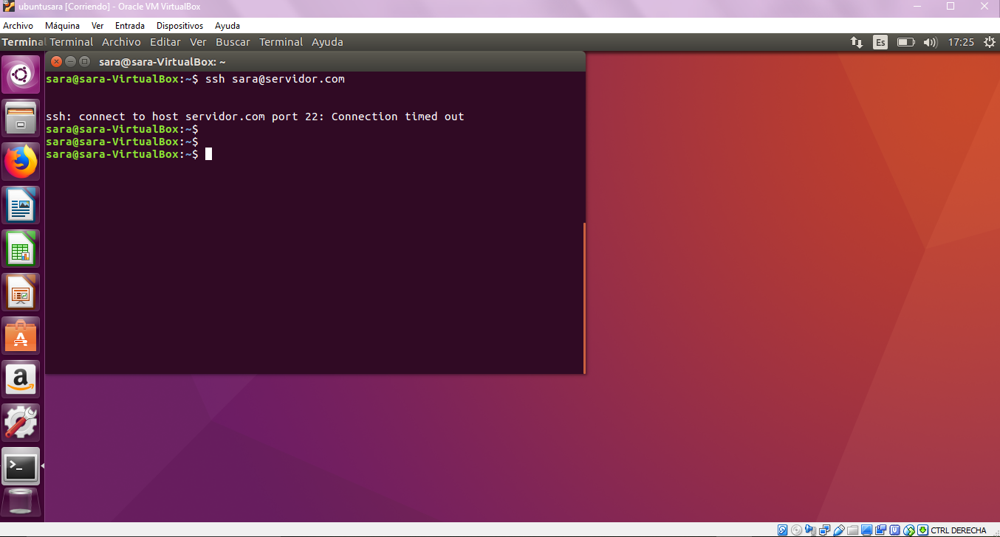 ubuntusara [Corriendo] - Oracle VM VirtualBox
Archivo Máquina Ver Entrada Dispositivos Ayuda
Terminal Terminal Archivo Editar Ver Buscar Terminal Ayuda Es 17:25
sara@sara-VirtualBox: ~
sara@sara-VirtualBox:~$ ssh sara@servidor.com
ssh: connect to host servidor.com port 22: Connection timed out
sara@sara-VirtualBox:~$
sara@sara-VirtualBox:~$
sara@sara-VirtualBox:~$
CTRL DERECHA